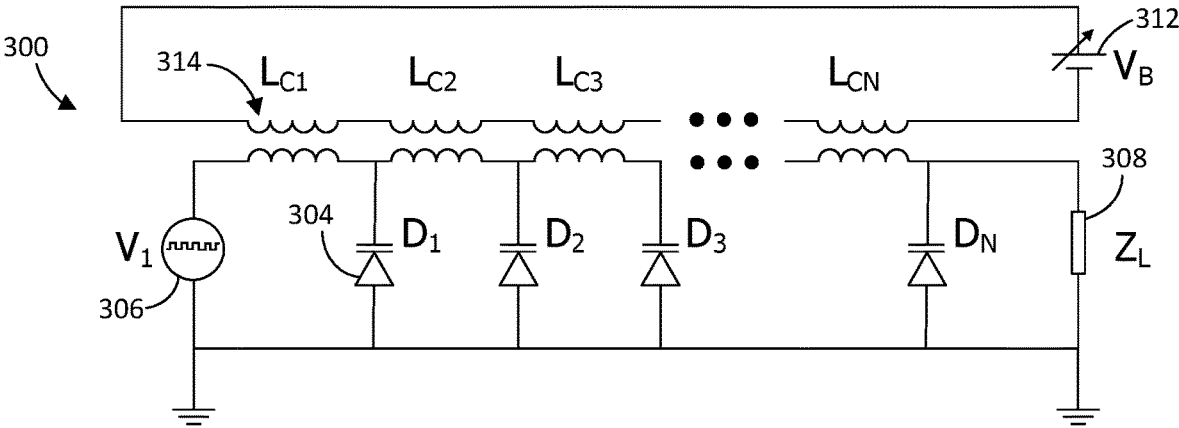 312
300
314
L_C1
L_C2
L_C3
L_CN
V_B
308
304
V_1
D_1
D_2
D_3
D_N
Z_L
306